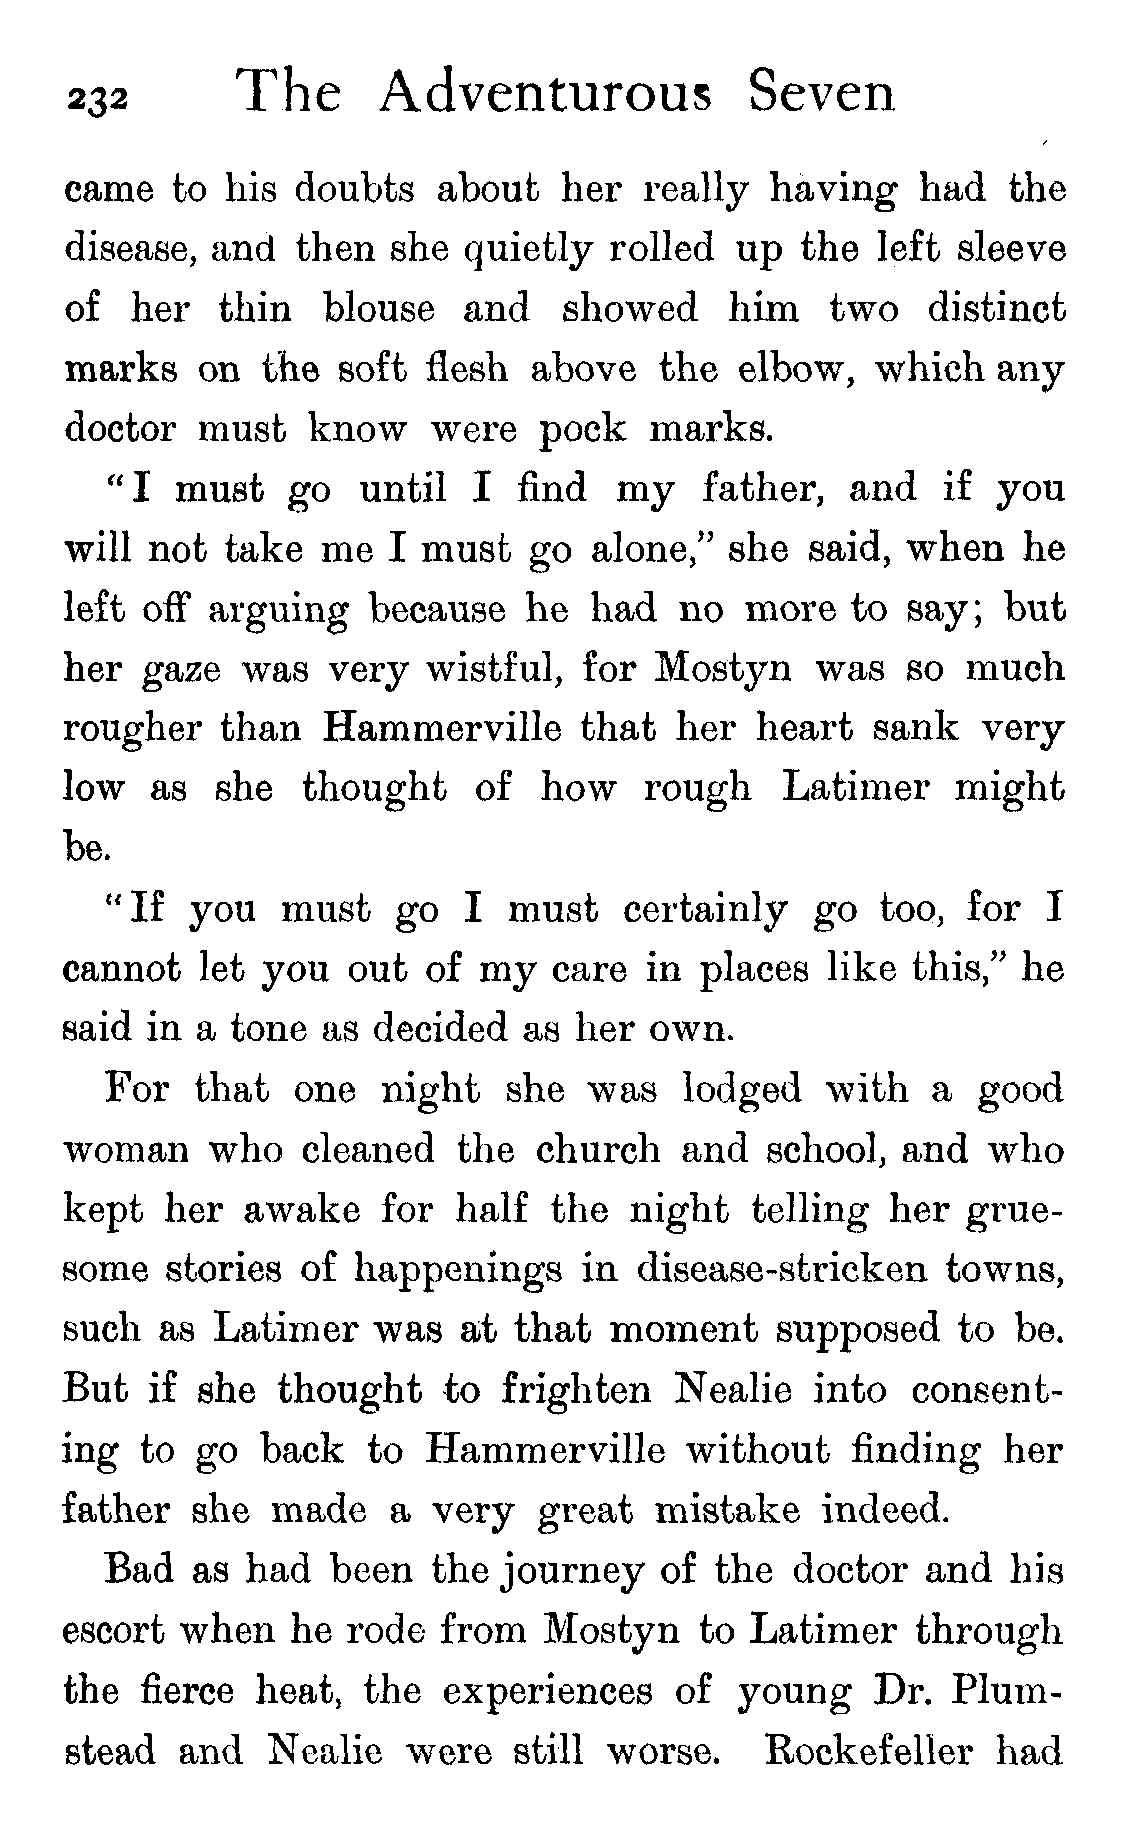 232 The Adventurous Seven
came to his doubts about her really having had the
disease, and then she quietly rolled up the left sleeve
of her thin blouse and showed him two distinct
marks on the soft flesh above the elbow, which any
doctor must know were pock marks.
"I must go until I find my father, and if you
will not take me I must go alone," she said, when he
left off arguing because he had no more to say; but
her gaze was very wistful, for Mostyn was so much
rougher than Hammerville that her heart sank very
low as she thought of how rough Latimer might
be.
"If you must go I must certainly go too, for I
cannot let you out of my care in places like this," he
said in a tone as decided as her own.
For that one night she was lodged with a good
woman who cleaned the church and school, and who
kept her awake for half the night telling her grue-
some stories of happenings in disease-stricken towns,
such as Latimer was at that moment supposed to be.
But if she thought to frighten Nealie into consent-
ing to go back to Hammerville without finding her
father she made a very great mistake indeed.
Bad as had been the journey of the doctor and his
escort when he rode from Mostyn to Latimer through
the fierce heat, the experiences of young Dr. Plum-
stead and Nealie were still worse. Rockefeller had